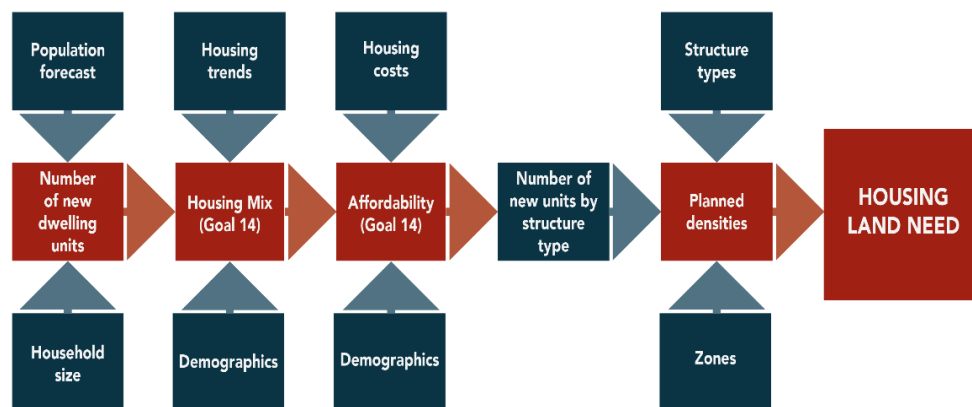 Population
forecast
Housing
trends
Housing
costs
Structure
types
Number
of new
dwelling
units
Housing Mix
(Goal 14)
Affordability
(Goal 14)
Number of
new units by
structure
type
Planned
densities
HOUSING
LAND NEED
Household
size
Demographics
Demographics
Zones